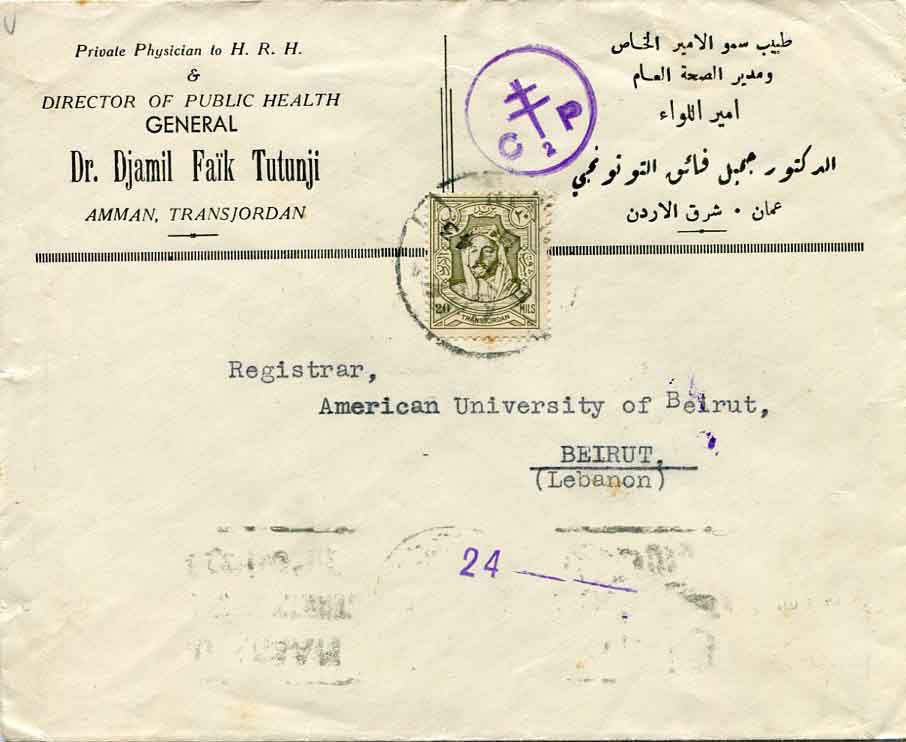 Private Physician to H. R. H.
&
DIRECTOR OF PUBLIC HEALTH
GENERAL
Dr. Djamil Faïk Tutunji
AMMAN, TRANSJORDAN
طبيب سمو الامير الخاص
ومدير الصحة العام
امير اللواء
الدكتور جميل فائق التوتونجي
عمان · شرق الاردن
C P
2
٢٠
MILS
TRANSJORDAN
Registrar,
American University of Beirut,
BEIRUT,
(Lebanon)
24